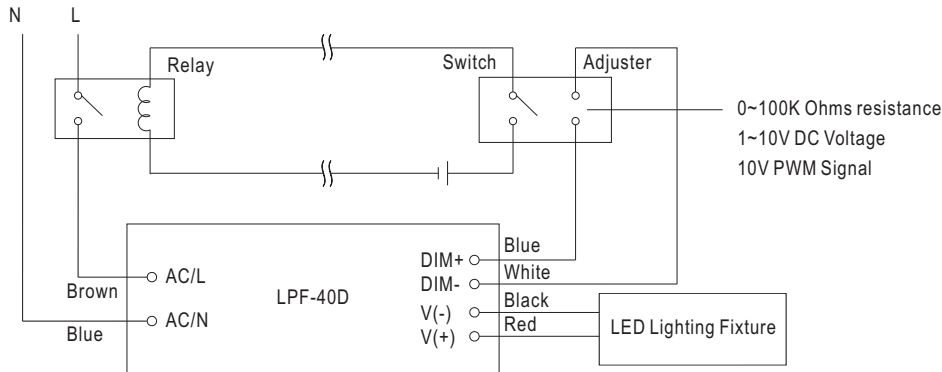 N L
Relay
Switch
Adjuster
0~100K Ohms resistance
1~10V DC Voltage
10V PWM Signal
Brown
Blue
AC/L
AC/N
LPF-40D
DIM+
DIM-
V(-)
V(+)
Blue
White
Black
Red
LED Lighting Fixture